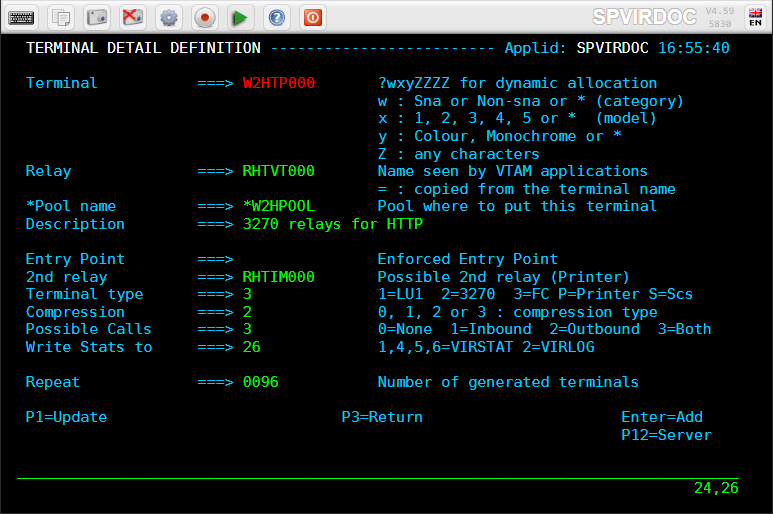 SPVIRDOC V4.59
5830
EN
TERMINAL DETAIL DEFINITION ------------------------- Applid: SPVIRDOC 16:55:40
Terminal ===> W2HTP000 ?wxyZZZZ for dynamic allocation
w : Sna or Non-sna or * (category)
x : 1, 2, 3, 4, 5 or * (model)
y : Colour, Monochrome or *
Z : any characters
Relay ===> RHTVT000 Name seen by VTAM applications
= : copied from the terminal name
*Pool name ===> *W2HPOOL Pool where to put this terminal
Description ===> 3270 relays for HTTP
Entry Point ===> Enforced Entry Point
2nd relay ===> RHTIM000 Possible 2nd relay (Printer)
Terminal type ===> 3 1=LU1 2=3270 3=FC P=Printer S=Scs
Compression ===> 2 0, 1, 2 or 3 : compression type
Possible Calls ===> 3 0=None 1=Inbound 2=Outbound 3=Both
Write Stats to ===> 26 1,4,5,6=VIRSTAT 2=VIRLOG
Repeat ===> 0096 Number of generated terminals
P1=Update P3=Return Enter=Add
P12=Server
24,26